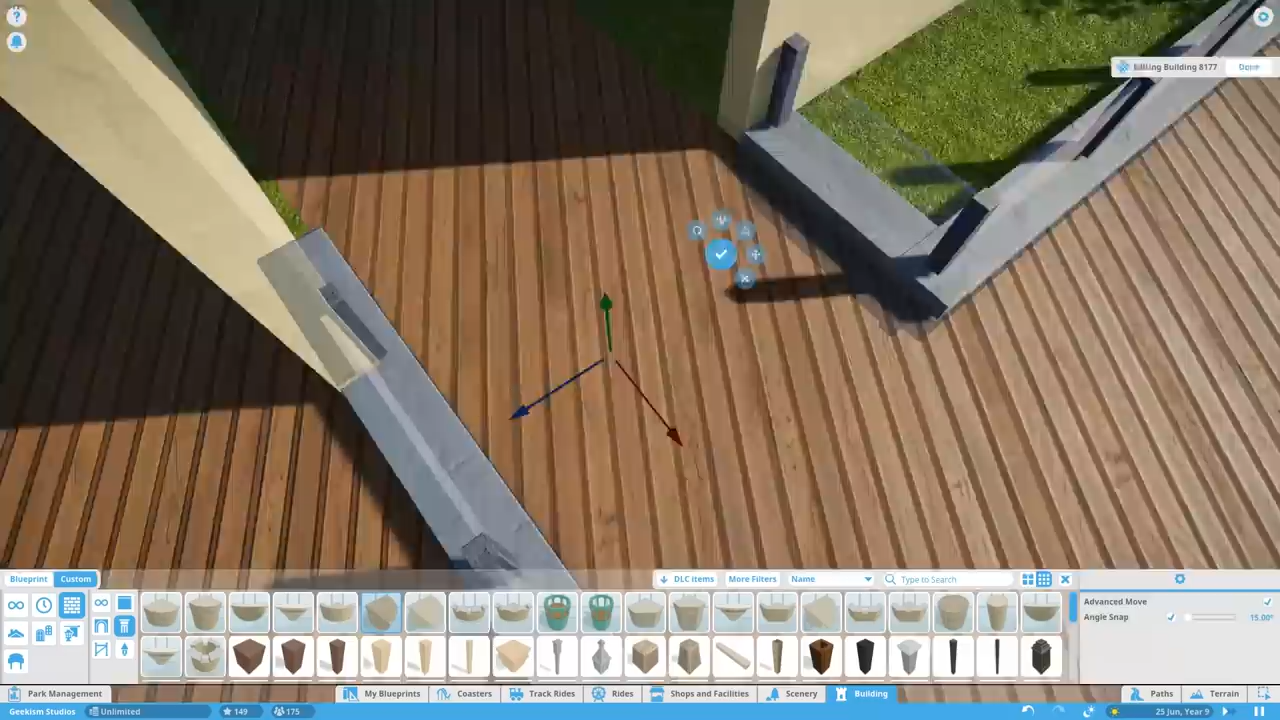 ?
Editing Building 8177
Done
Blueprint
Custom
DLC items
More Filters
Name
Type to Search
Advanced Move
Angle Snap
15.00°
Park Management
My Blueprints
Coasters
Track Rides
Rides
Shops and Facilities
Scenery
Building
Paths
Terrain
Geekism Studios
Unlimited
149
175
25 Jun, Year 9